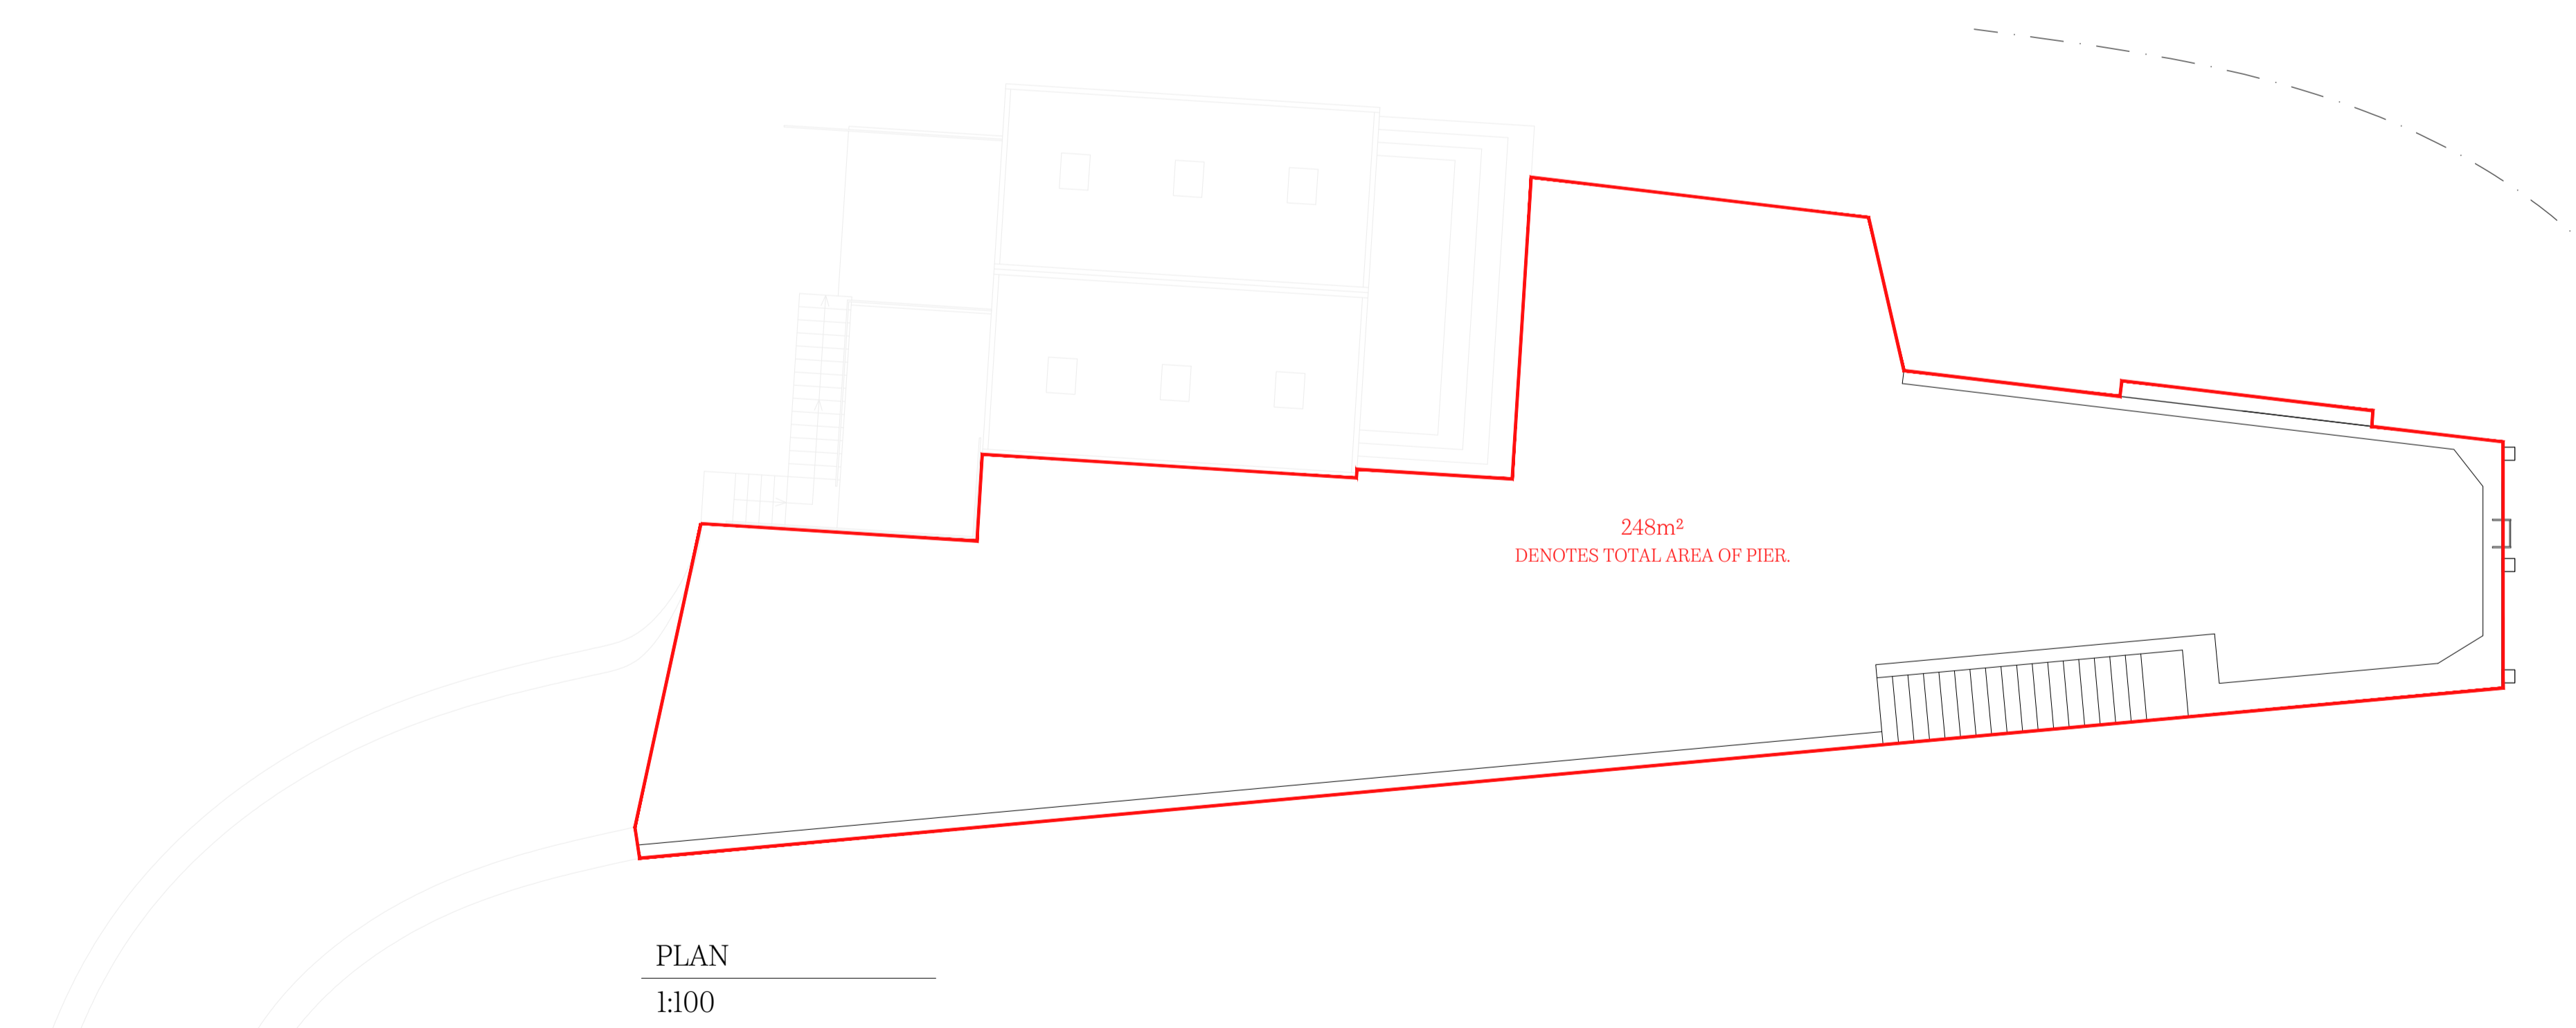 248m²
DENOTES TOTAL AREA OF PIER.
PLAN
1:100